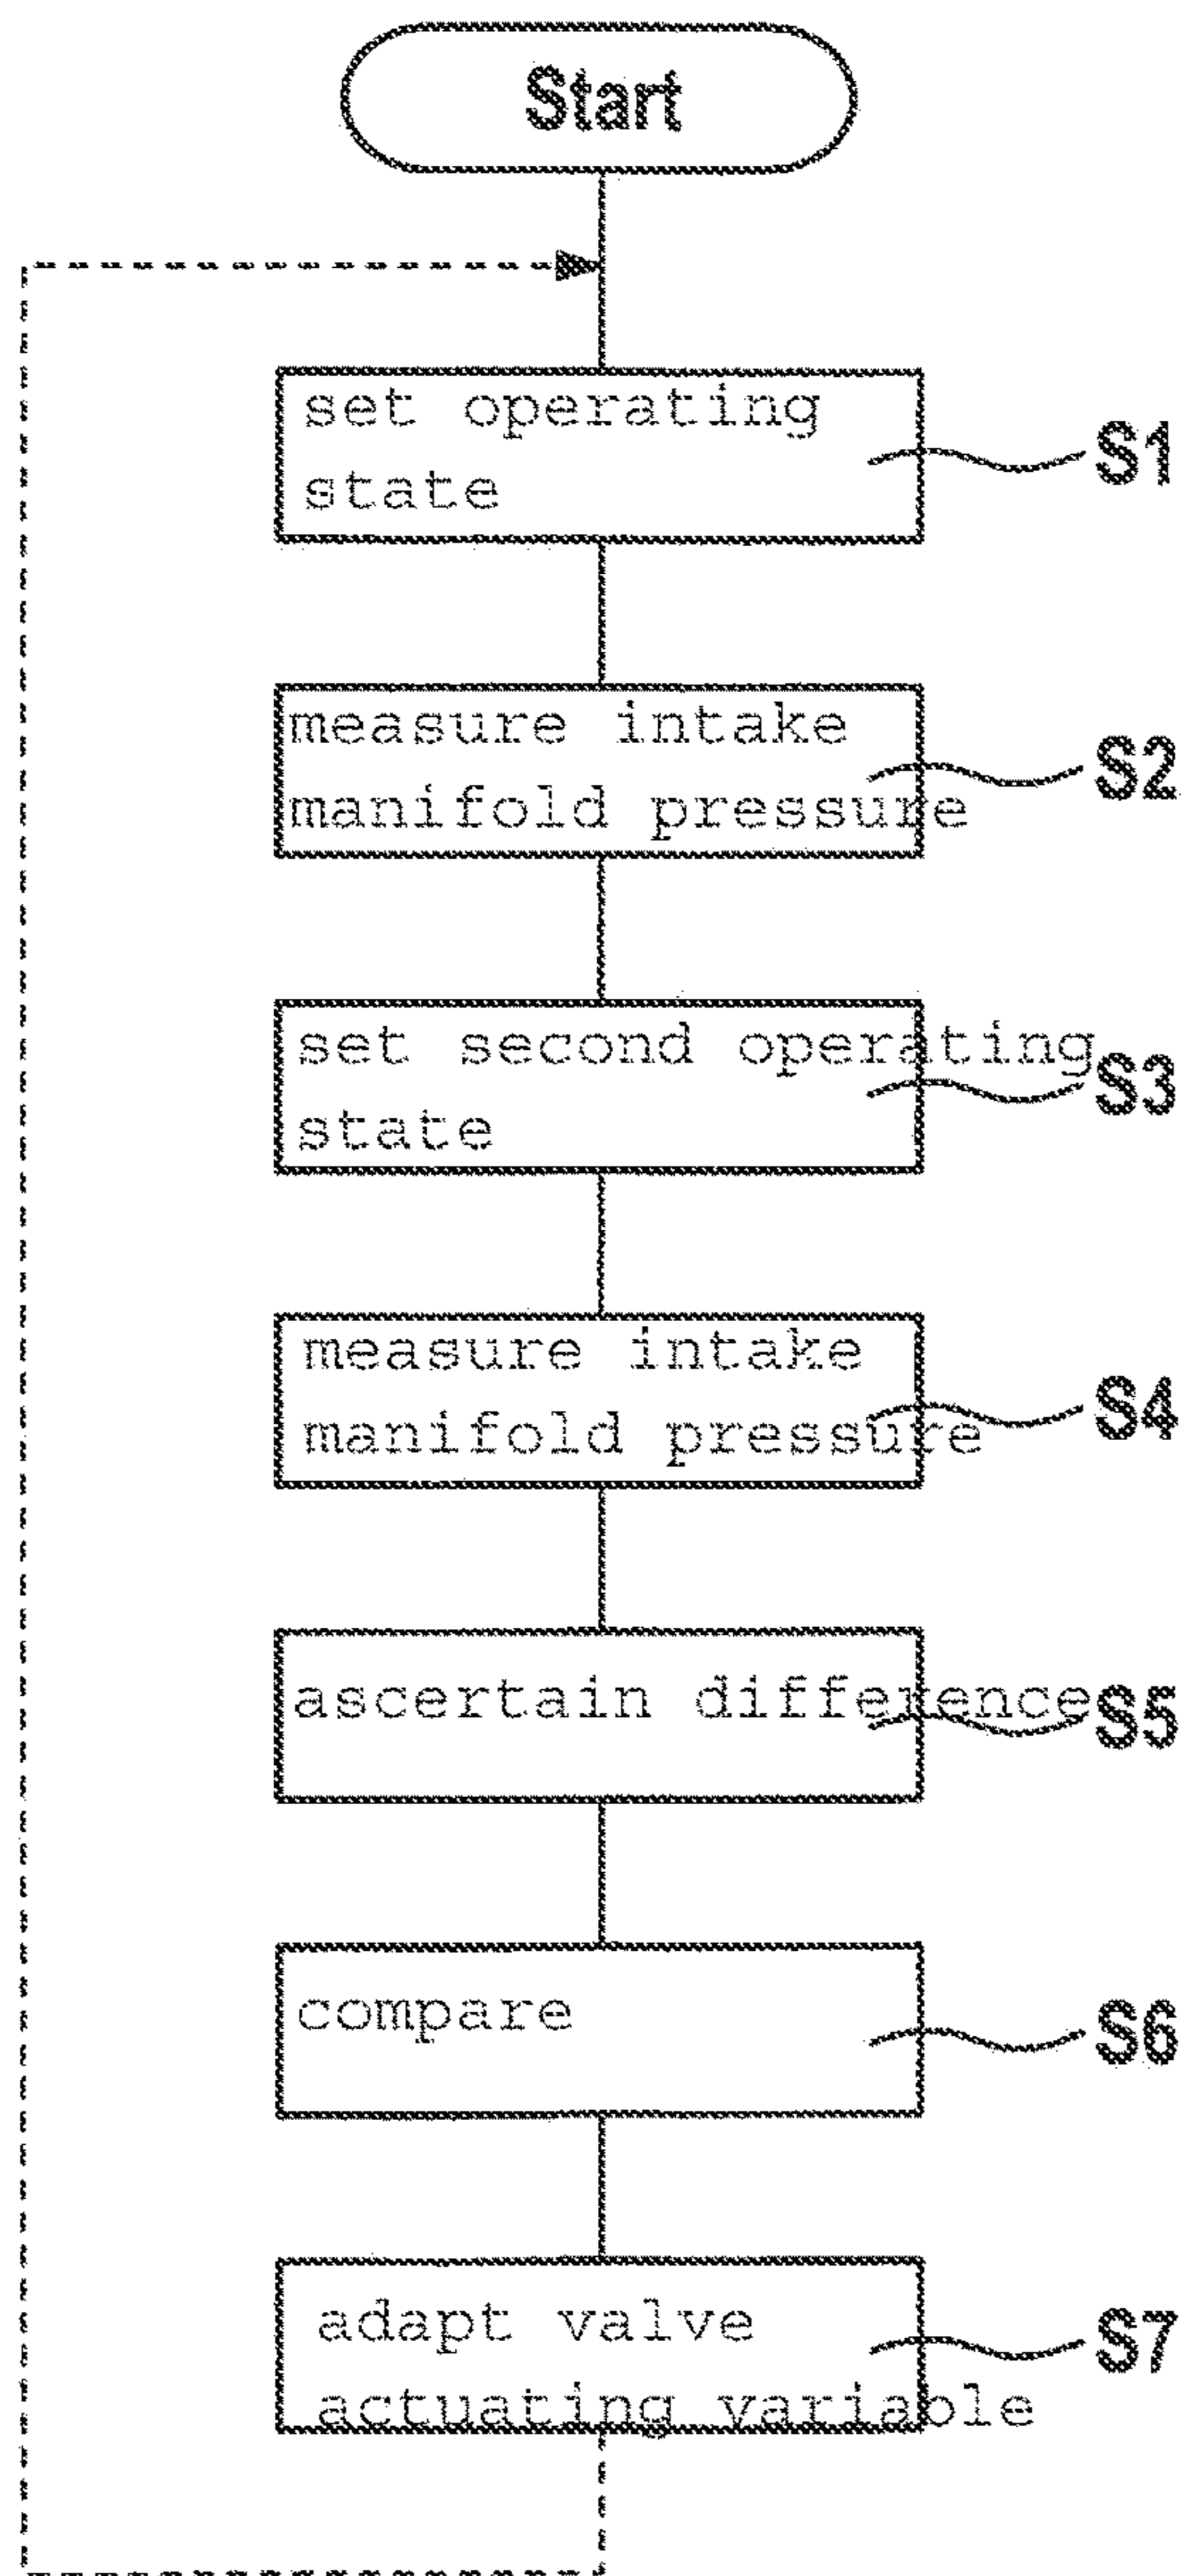 Start
set operating
state
S1
measure intake
manifold pressure
S2
set second operating
state
S3
measure intake
manifold pressure
S4
ascertain difference
S5
compare
S6
adapt valve
actuating variable
S7